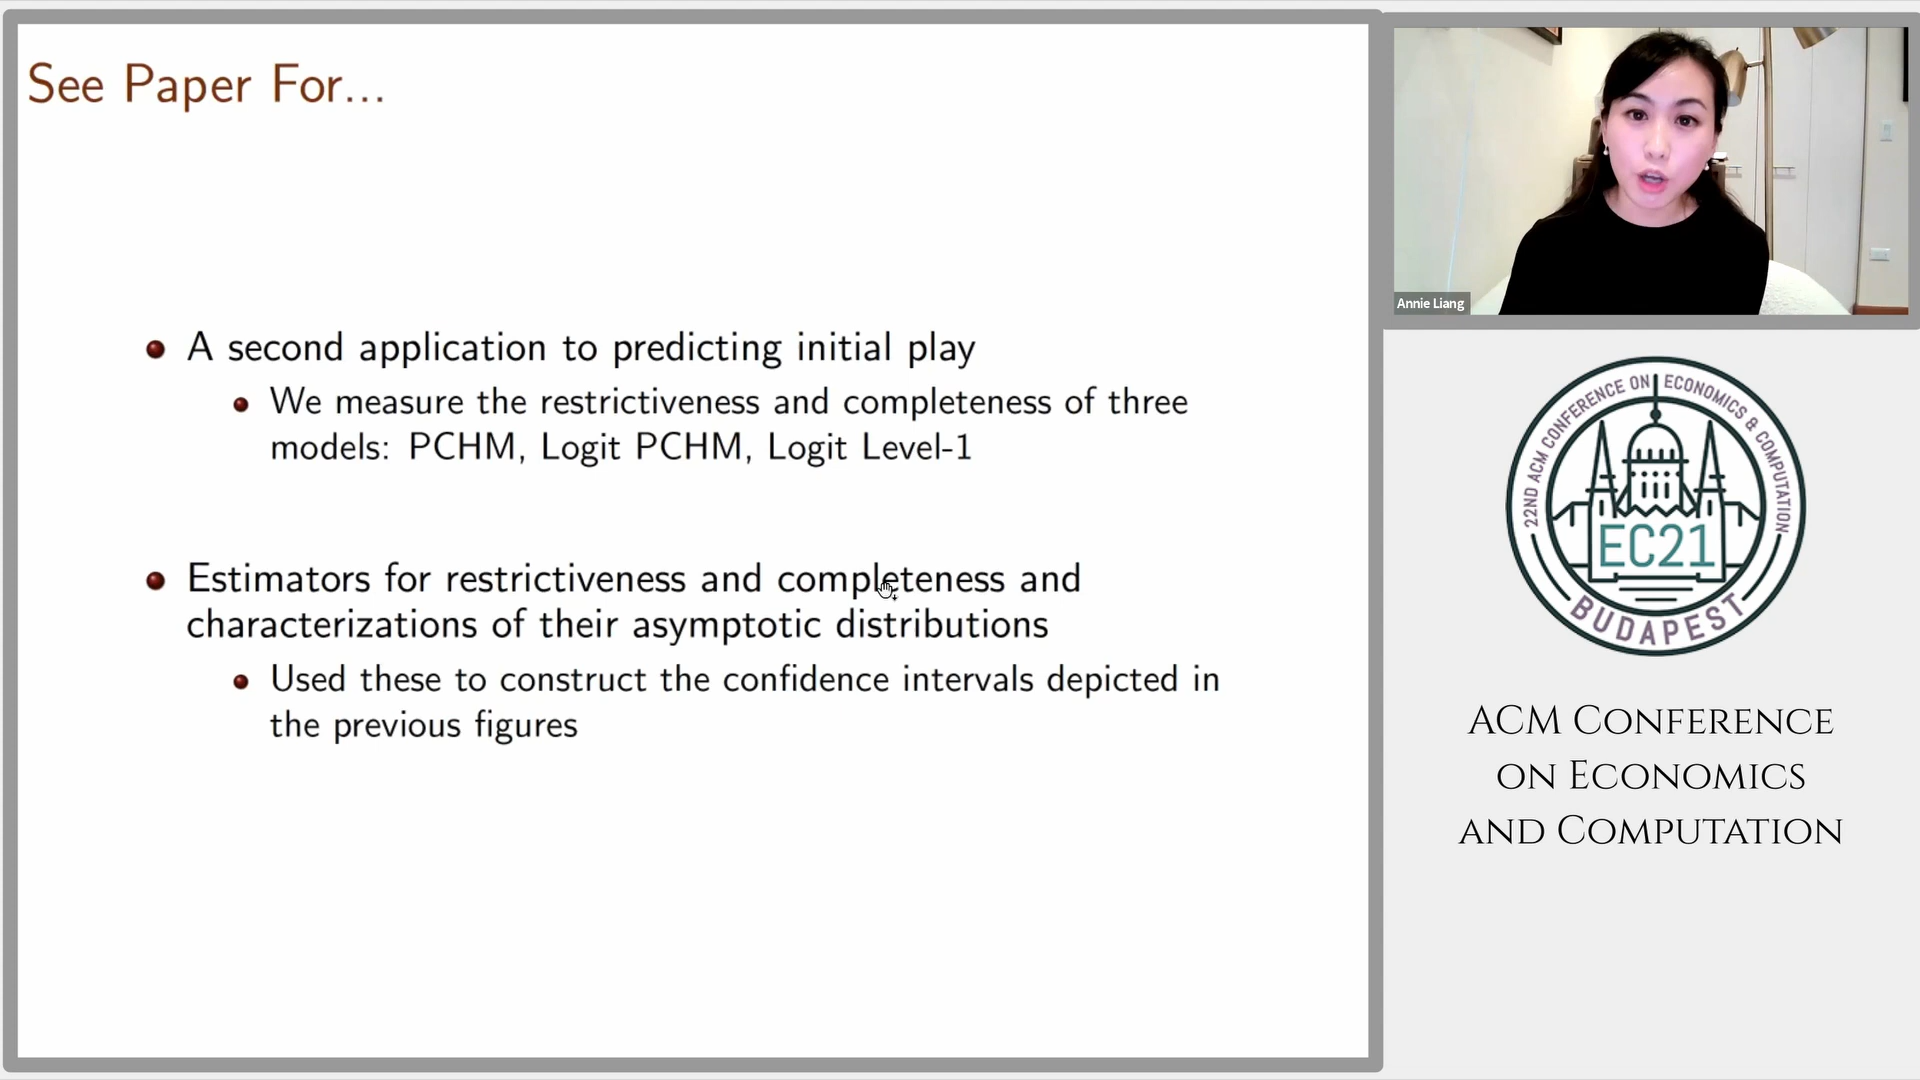 See Paper For...
A second application to predicting initial play
We measure the restrictiveness and completeness of three
models: PCHM, Logit PCHM, Logit Level-1
Estimators for restrictiveness and completeness and
characterizations of their asymptotic distributions
Used these to construct the confidence intervals depicted in
the previous figures
Annie Liang
22ND ACM CONFERENCE ON ECONOMICS & COMPUTATION
EC21
BUDAPEST
ACM CONFERENCE
ON ECONOMICS
AND COMPUTATION